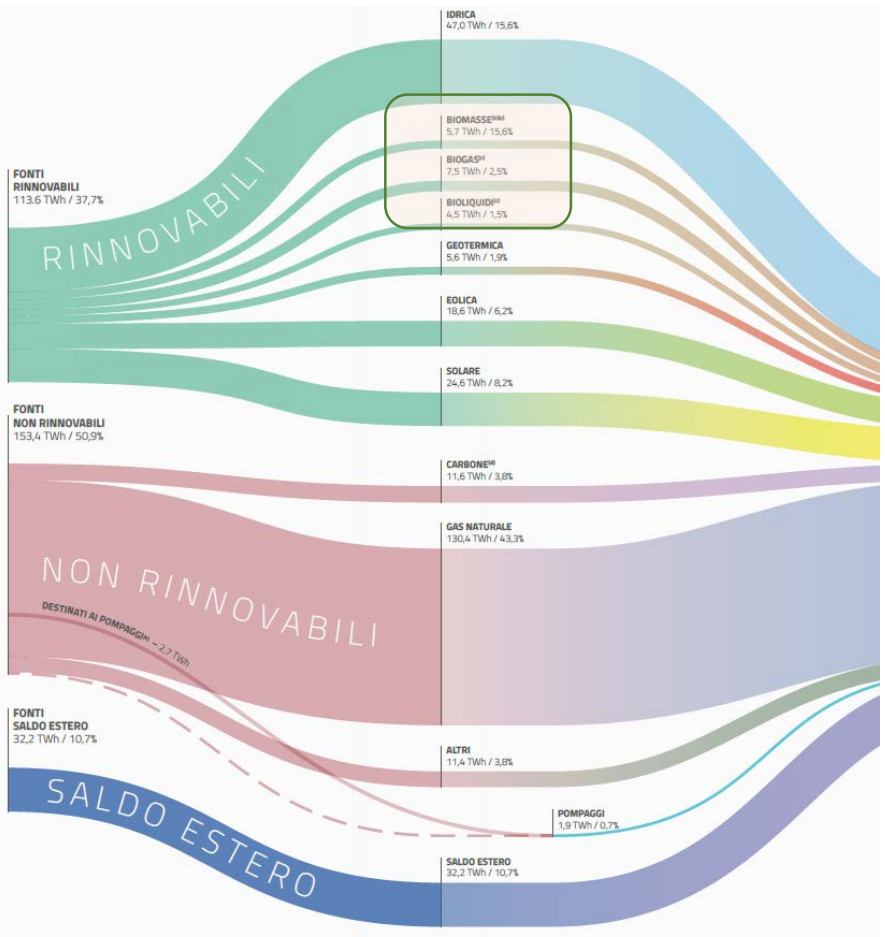 IDRICA
47,0 TWh / 15,6%
BIOMASSE
5,7 TWh / 15,6%
BIOGAS(c)
7,5 TWh / 2,5%
BIOLIQUIDI(c)
4,5 TWh / 1,5%
GEOTERMICA
5,6 TWh / 1,9%
EOLICA
18,6 TWh / 6,2%
SOLARE
24,6 TWh / 8,2%
FONTI
RINNOVABILI
113.6 TWh / 37,7%
RINNOVABILI
FONTI
NON RINNOVABILI
153,4 TWh / 50,9%
CARBONE(d)
11,6 TWh / 3,8%
GAS NATURALE
130,4 TWh / 43,3%
NON RINNOVABILI
DESTINATI AI POMPAGGI – 2,7 TWh
FONTI
SALDO ESTERO
32,2 TWh / 10,7%
SALDO ESTERO
ALTRI
11,4 TWh / 3,8%
POMPAGGI
1,9 TWh / 0,7%
SALDO ESTERO
32,2 TWh / 10,7%